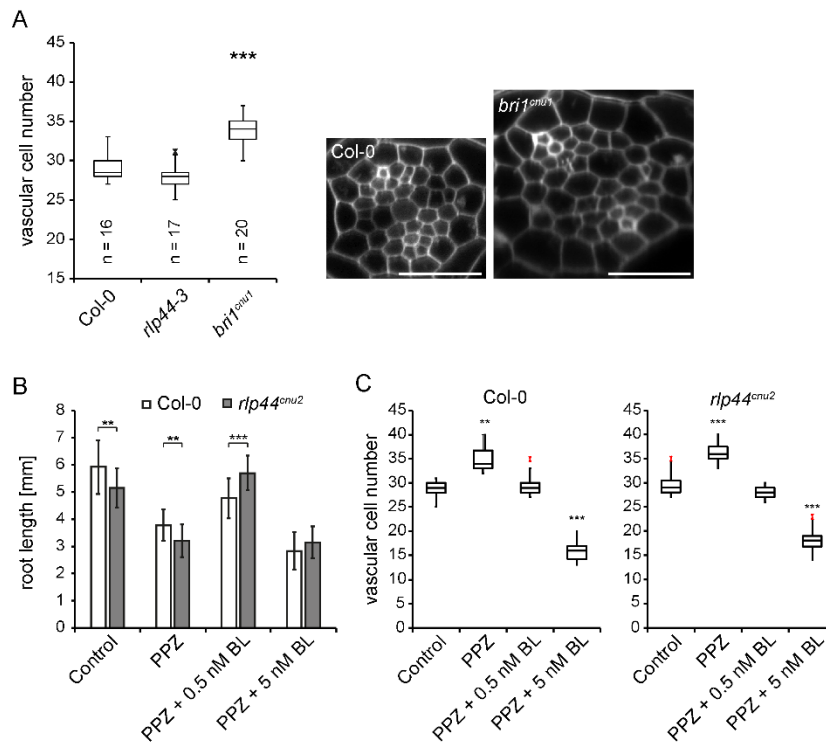 A
***
45
40
35
30
25
20
15
vascular cell number
n = 16
n = 17
n = 20
Col-0
rlp44-3
bri1cnu1
Col-0
bri1cnu1
B
Col-0
rlp44cnu2
8
7
6
5
4
3
2
1
0
root length [mm]
**
**
***
Control
PPZ
PPZ + 0.5 nM BL
PPZ + 5 nM BL
C
Col-0
45
40
35
30
25
20
15
10
5
0
vascular cell number
**
***
Control
PPZ
PPZ + 0.5 nM BL
PPZ + 5 nM BL
rlp44cnu2
45
40
35
30
25
20
15
10
5
0
***
***
Control
PPZ
PPZ + 0.5 nM BL
PPZ + 5 nM BL